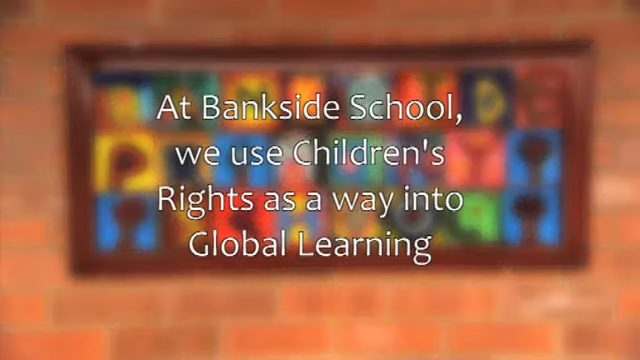 At Bankside School,
we use Children's
Rights as a way into
Global Learning